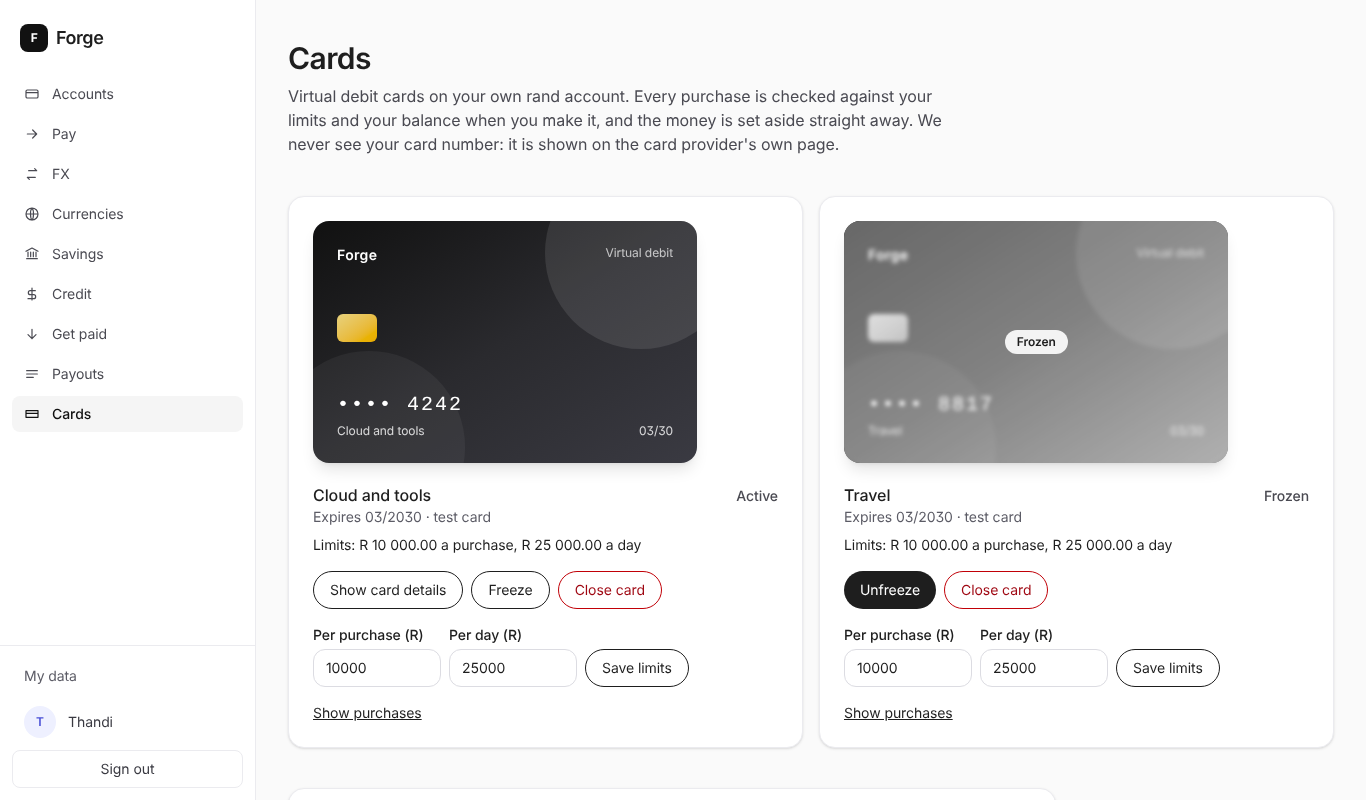 F Forge
Accounts
Pay
FX
Currencies
Savings
Credit
Get paid
Payouts
Cards
My data
T Thandi
Sign out
Cards
Virtual debit cards on your own rand account. Every purchase is checked against your
limits and your balance when you make it, and the money is set aside straight away. We
never see your card number: it is shown on the card provider's own page.
Forge Virtual debit
•••• 4242
Cloud and tools 03/30
Cloud and tools Active
Expires 03/2030 · test card
Limits: R 10 000.00 a purchase, R 25 000.00 a day
Show card details Freeze Close card
Per purchase (R) Per day (R)
10000 25000 Save limits
Show purchases
Forge Virtual debit
Frozen
•••• 8817
Travel 03/30
Travel Frozen
Expires 03/2030 · test card
Limits: R 10 000.00 a purchase, R 25 000.00 a day
Unfreeze Close card
Per purchase (R) Per day (R)
10000 25000 Save limits
Show purchases